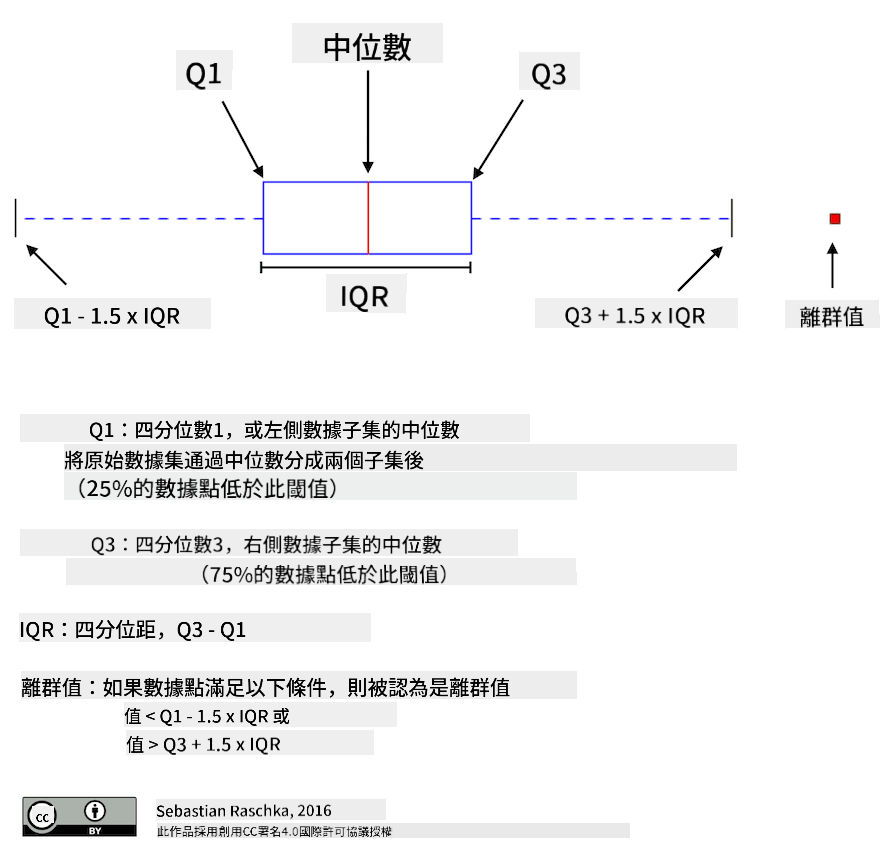 中位數
Q1
Q3
IQR
Q1 - 1.5 x IQR
Q3 + 1.5 x IQR
離群值
Q1：四分位數1，或左側數據子集的中位數
將原始數據集通過中位數分成兩個子集後
（25%的數據點低於此閾值）
Q3：四分位數3，右側數據子集的中位數
（75%的數據點低於此閾值）
IQR：四分位距，Q3 - Q1
離群值：如果數據點滿足以下條件，則被認為是離群值
值 < Q1 - 1.5 x IQR 或
值 > Q3 + 1.5 x IQR
cc
BY
Sebastian Raschka, 2016
此作品採用創用CC署名4.0國際許可協議授權